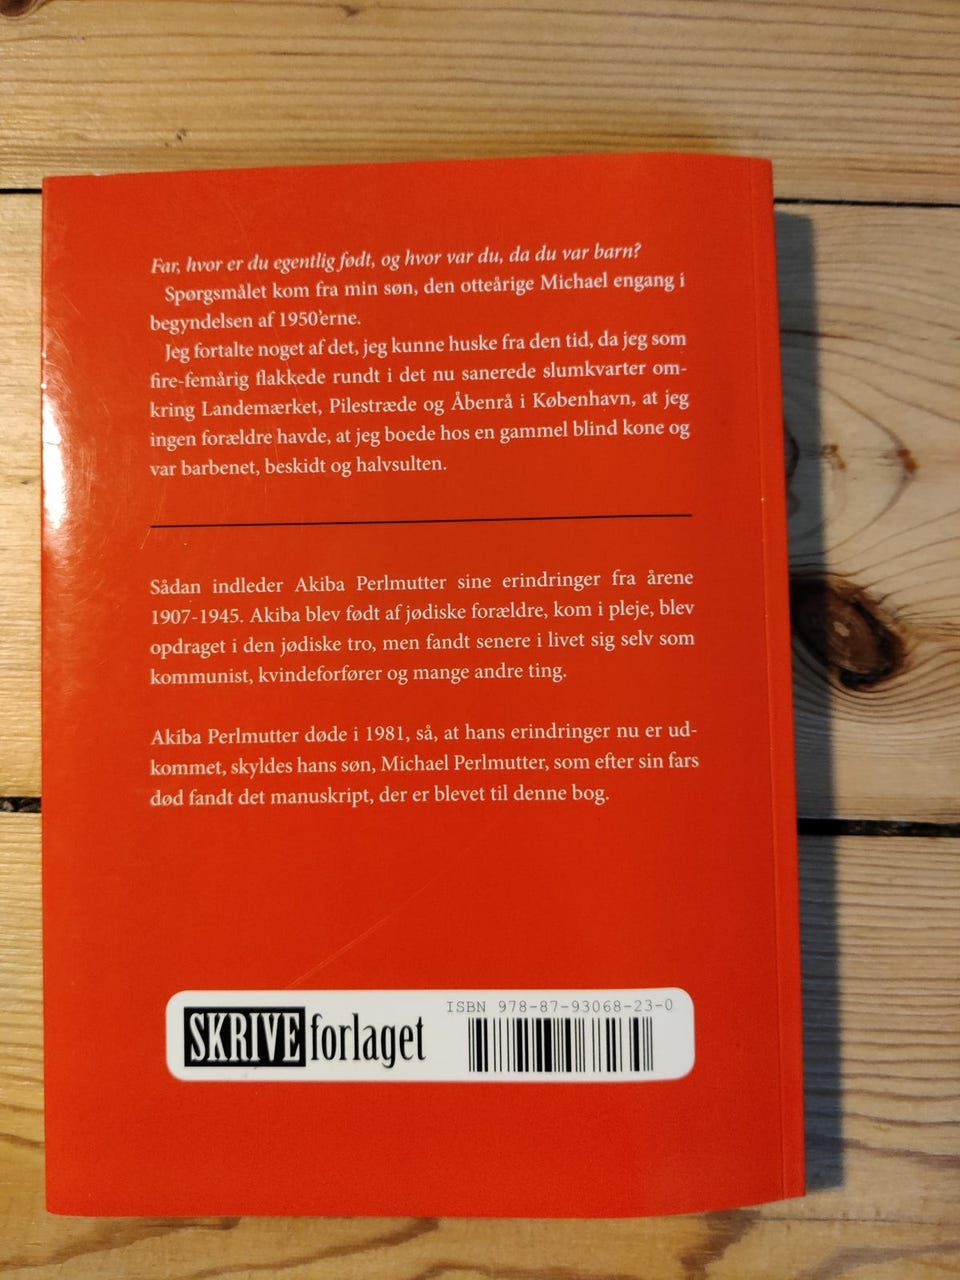 Far, hvor er du egentlig født, og hvor var du, da du var barn?
Spørgsmålet kom fra min søn, den otteårige Michael engang i
begyndelsen af 1950'erne.
Jeg fortalte noget af det, jeg kunne huske fra den tid, da jeg som
fire-femårig flakkede rundt i det nu sanerede slumkvarter om-
kring Landemærket, Pilestræde og Åbenrå i København, at jeg
ingen forældre havde, at jeg boede hos en gammel blind kone og
var barbenet, beskidt og halvsulten.
Sådan indleder Akiba Perlmutter sine erindringer fra årene
1907-1945. Akiba blev født af jødiske forældre, kom i pleje, blev
opdraget i den jødiske tro, men fandt senere i livet sig selv som
kommunist, kvindeforfører og mange andre ting.
Akiba Perlmutter døde i 1981, så, at hans erindringer nu er ud-
kommet, skyldes hans søn, Michael Perlmutter, som efter sin fars
død fandt det manuskript, der er blevet til denne bog.
SKRIVEforlaget
ISBN 978-87-93068-23-0